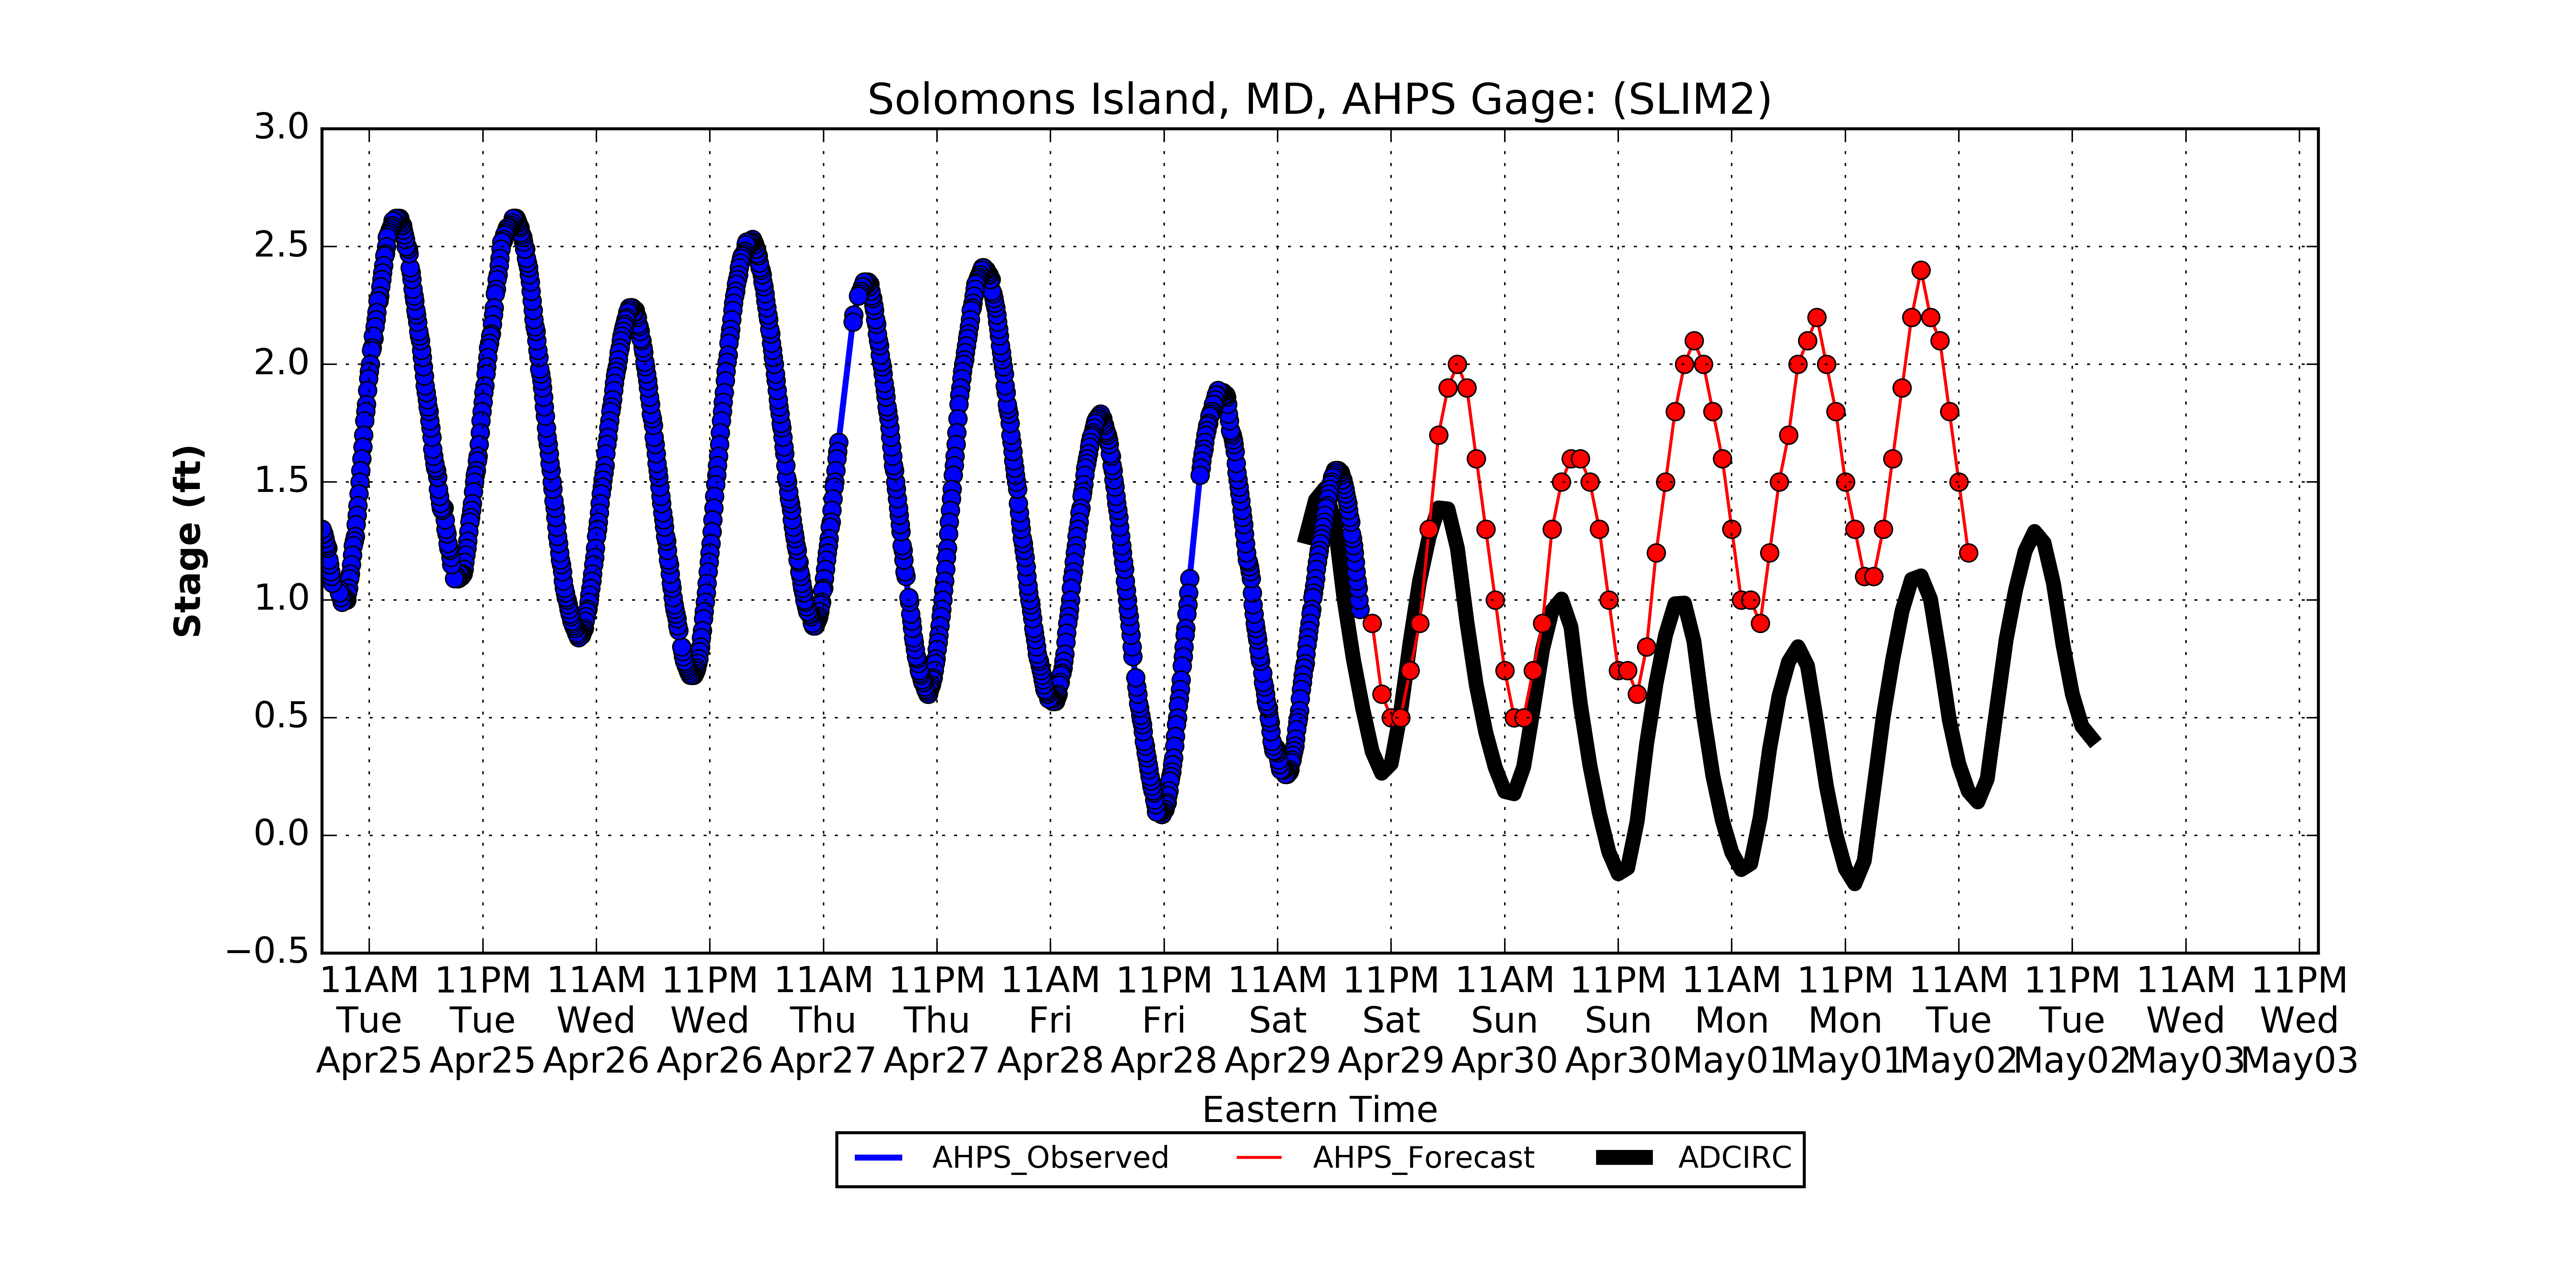 Solomons Island, MD, AHPS Gage: (SLIM2)
3.0
2.5
2.0
1.5
1.0
0.5
0.0
−0.5
Stage (ft)
11AM 11PM 11AM 11PM 11AM 11PM 11AM 11PM 11AM 11PM 11AM 11PM 11AM 11PM 11AM 11PM 11AM 11PM
Tue Tue Wed Wed Thu Thu Fri Fri Sat Sat Sun Sun Mon Mon Tue Tue Wed Wed
Apr25 Apr25 Apr26 Apr26 Apr27 Apr27 Apr28 Apr28 Apr29 Apr29 Apr30 Apr30 May01 May01 May02 May02 May03 May03
Eastern Time
AHPS_Observed AHPS_Forecast ADCIRC